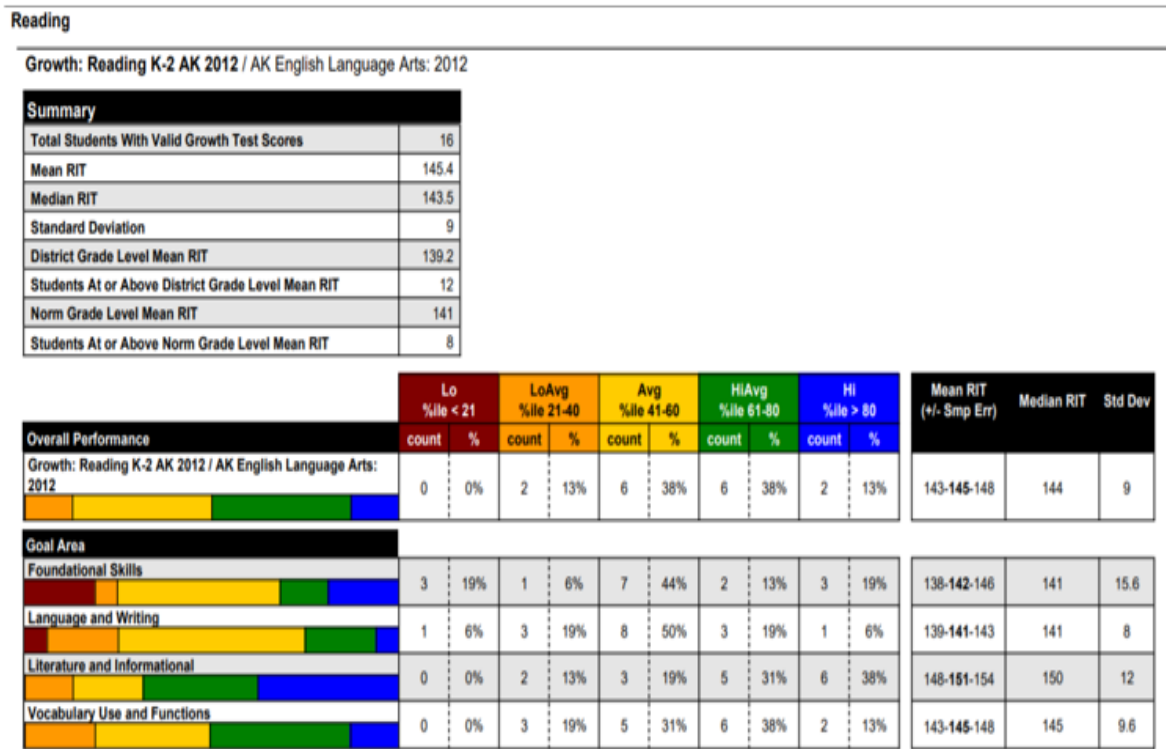 Reading
Growth: Reading K-2 AK 2012 / AK English Language Arts: 2012
Summary
Total Students With Valid Growth Test Scores 16
Mean RIT 145.4
Median RIT 143.5
Standard Deviation 9
District Grade Level Mean RIT 139.2
Students At or Above District Grade Level Mean RIT 12
Norm Grade Level Mean RIT 141
Students At or Above Norm Grade Level Mean RIT 8
Lo LoAvg Avg HiAvg Hi Mean RIT Median RIT Std Dev
%ile < 21 %ile 21-40 %ile 41-60 %ile 61-80 %ile > 80 (+/- Smp Err)
Overall Performance count % count % count % count % count %
Growth: Reading K-2 AK 2012 / AK English Language Arts:
2012 0 0% 2 13% 6 38% 6 38% 2 13% 143-145-148 144 9
Goal Area
Foundational Skills 3 19% 1 6% 7 44% 2 13% 3 19% 138-142-146 141 15.6
Language and Writing 1 6% 3 19% 8 50% 3 19% 1 6% 139-141-143 141 8
Literature and Informational 0 0% 2 13% 3 19% 5 31% 6 38% 148-151-154 150 12
Vocabulary Use and Functions 0 0% 3 19% 5 31% 6 38% 2 13% 143-145-148 145 9.6